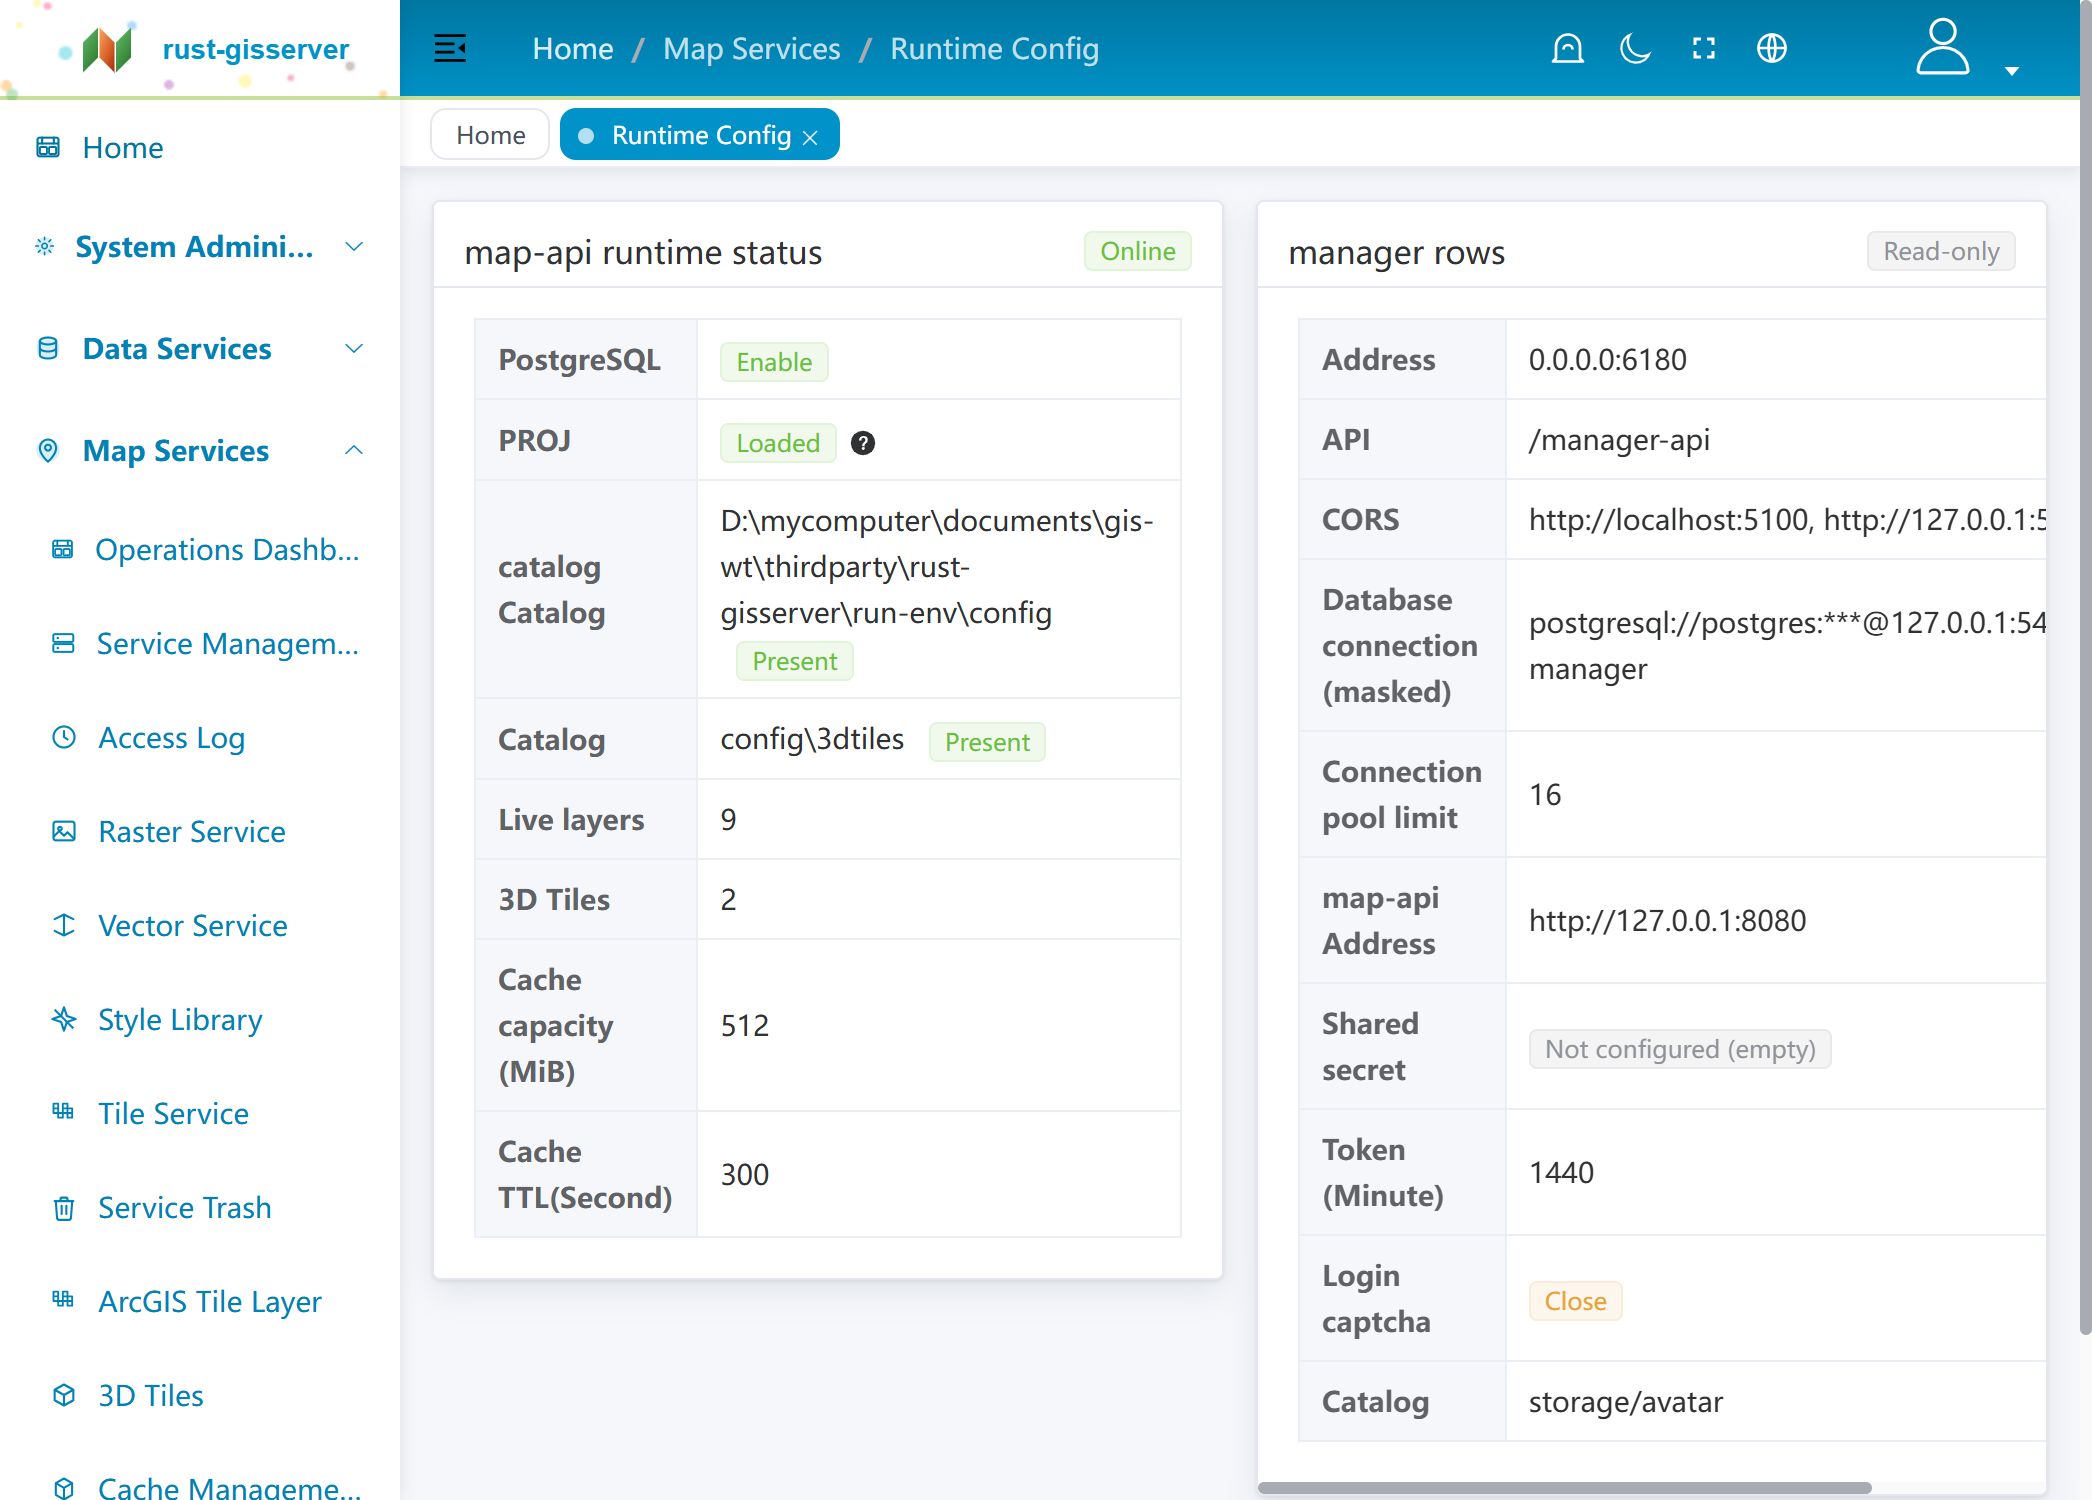 rust-gisserver
Home / Map Services / Runtime Config
Home
Runtime Config
Home
System Admini...
Data Services
Map Services
Operations Dashb...
Service Managem...
Access Log
Raster Service
Vector Service
Style Library
Tile Service
Service Trash
ArcGIS Tile Layer
3D Tiles
Cache Manageme...
map-api runtime status
Online
PostgreSQL
Enable
PROJ
Loaded
?
catalog
Catalog
D:\mycomputer\documents\gis-
wt\thirdparty\rust-
gisserver\run-env\config
Present
Catalog
config\3dtiles
Present
Live layers
9
3D Tiles
2
Cache
capacity
(MiB)
512
Cache
TTL(Second)
300
manager rows
Read-only
Address
0.0.0.0:6180
API
/manager-api
CORS
http://localhost:5100, http://127.0.0.1:5
Database
connection
(masked)
postgresql://postgres:***@127.0.0.1:54
manager
Connection
pool limit
16
map-api
Address
http://127.0.0.1:8080
Shared
secret
Not configured (empty)
Token
(Minute)
1440
Login
captcha
Close
Catalog
storage/avatar